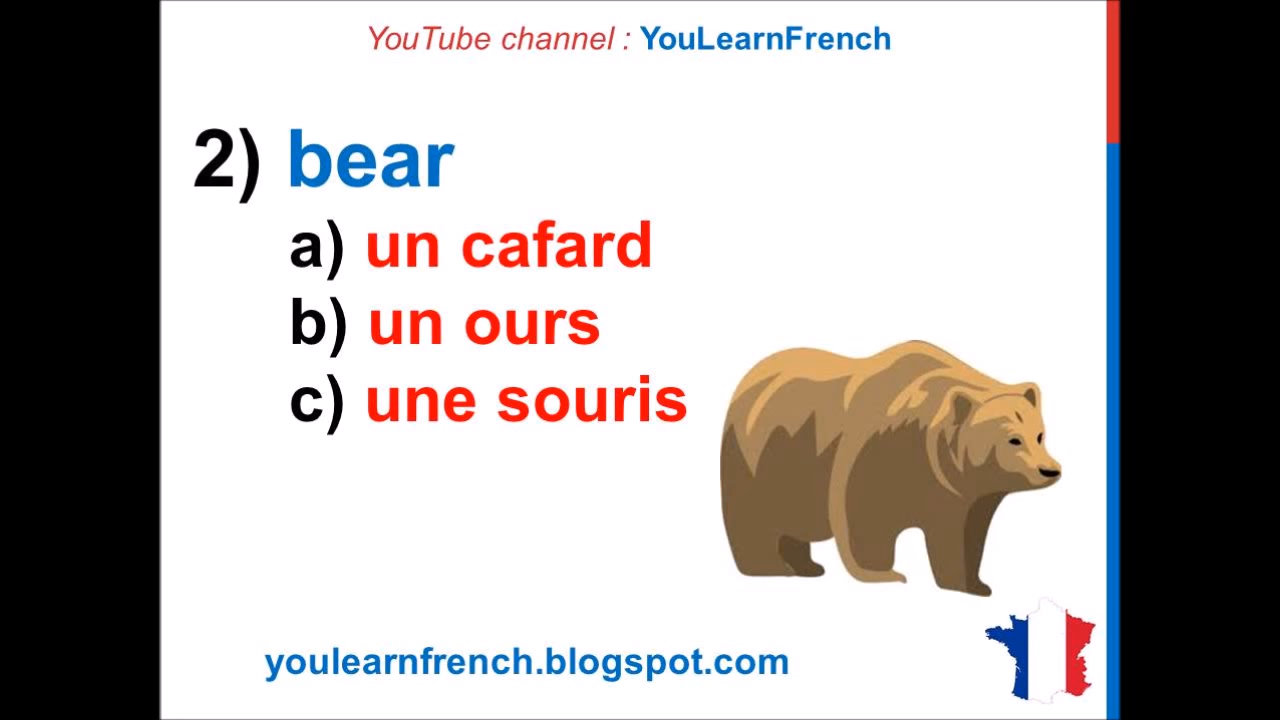 YouTube channel : YouLearnFrench
2) bear
a) un cafard
b) un ours
c) une souris
youlearnfrench.blogspot.com